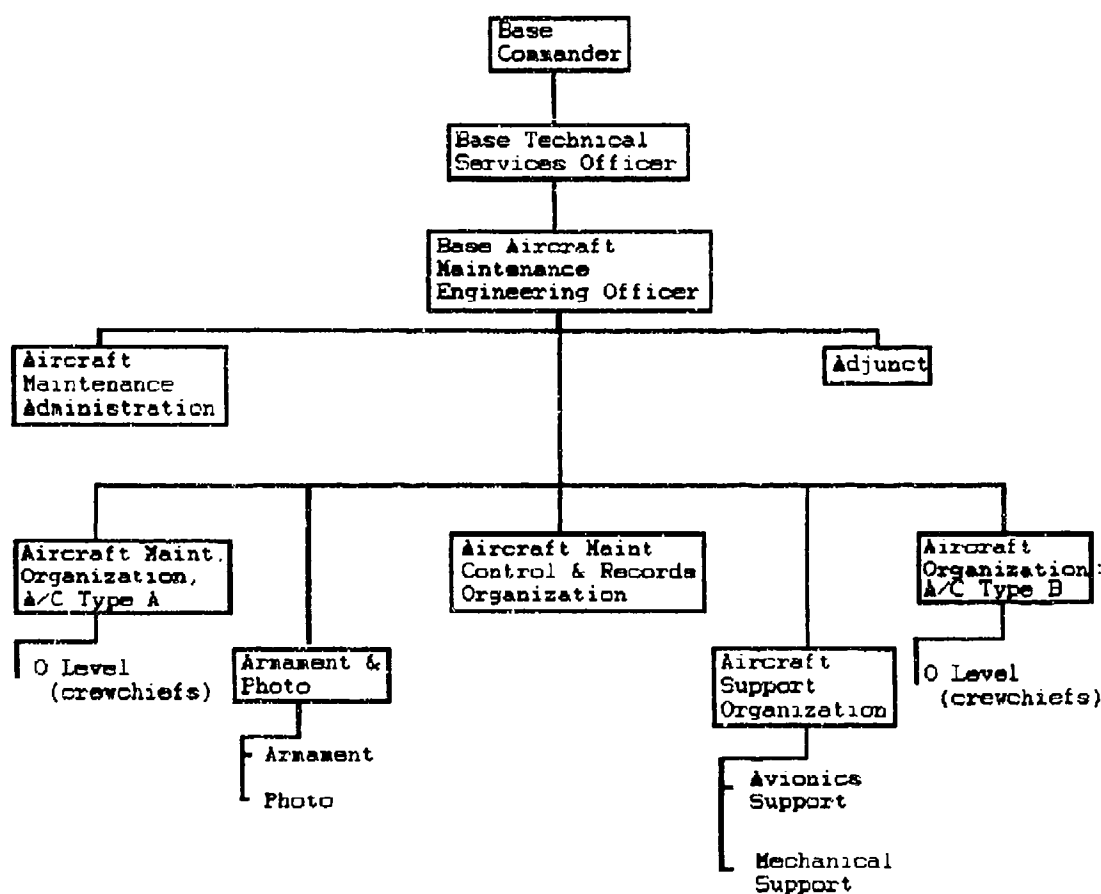 Base
Commander
Base Technical
Services Officer
Base Aircraft
Maintenance
Engineering Officer
Aircraft
Maintenance
Administration
Adjunct
Aircraft Maint.
Organization,
A/C Type A
O Level
(crewchiefs)
Armament &
Photo
Armament
Photo
Aircraft Maint
Control & Records
Organization
Aircraft
Support
Organization
Avionics
Support
Mechanical
Support
Aircraft
Organization:
A/C Type B
O Level
(crewchiefs)